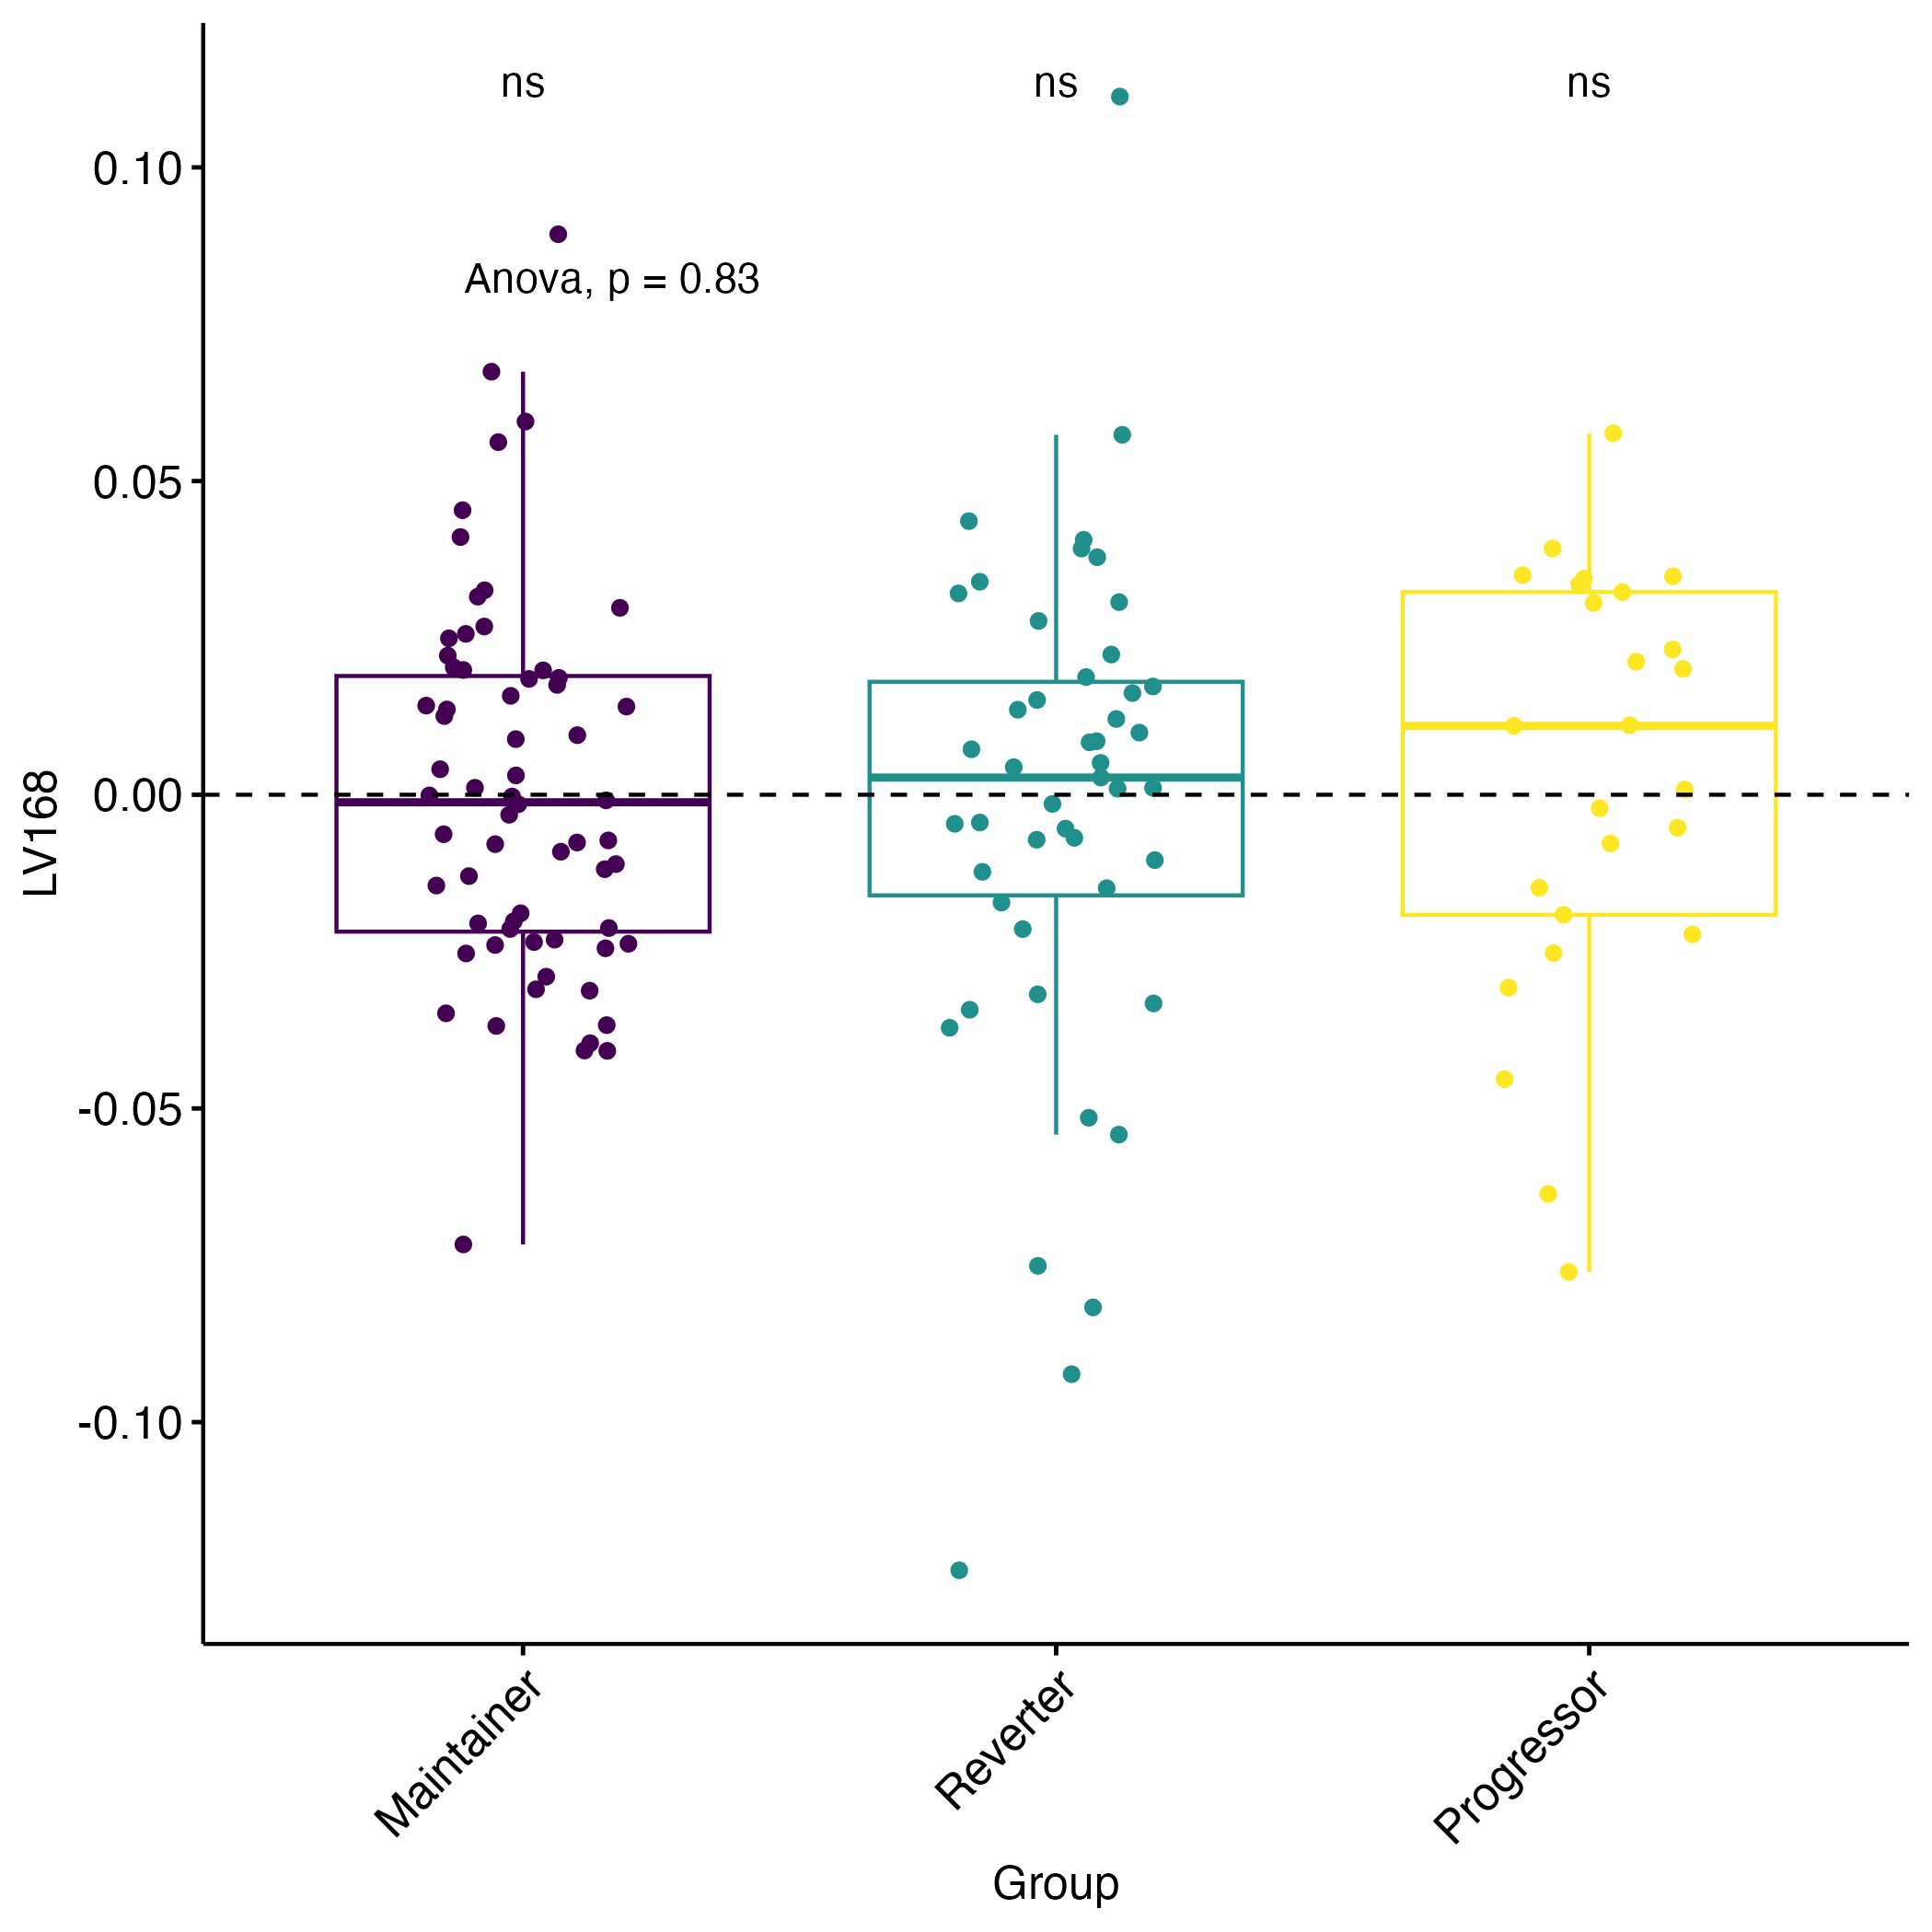 ns ns ns
0.10
Anova, p = 0.83
0.05
0.00
-0.05
-0.10
LV168
Maintainer Reverter Progressor
Group